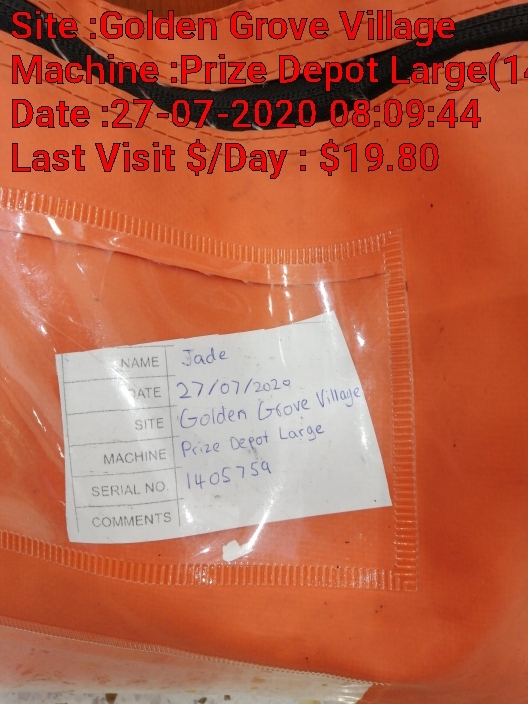 Site :Golden Grove Village
Machine :Prize Depot Large(14
Date :27-07-2020 08:09:44
Last Visit $/Day : $19.80
NAME Jade
DATE 27/07/2020
SITE Golden Grove Village
MACHINE Prize Depot Large
SERIAL NO. 1405759
COMMENTS